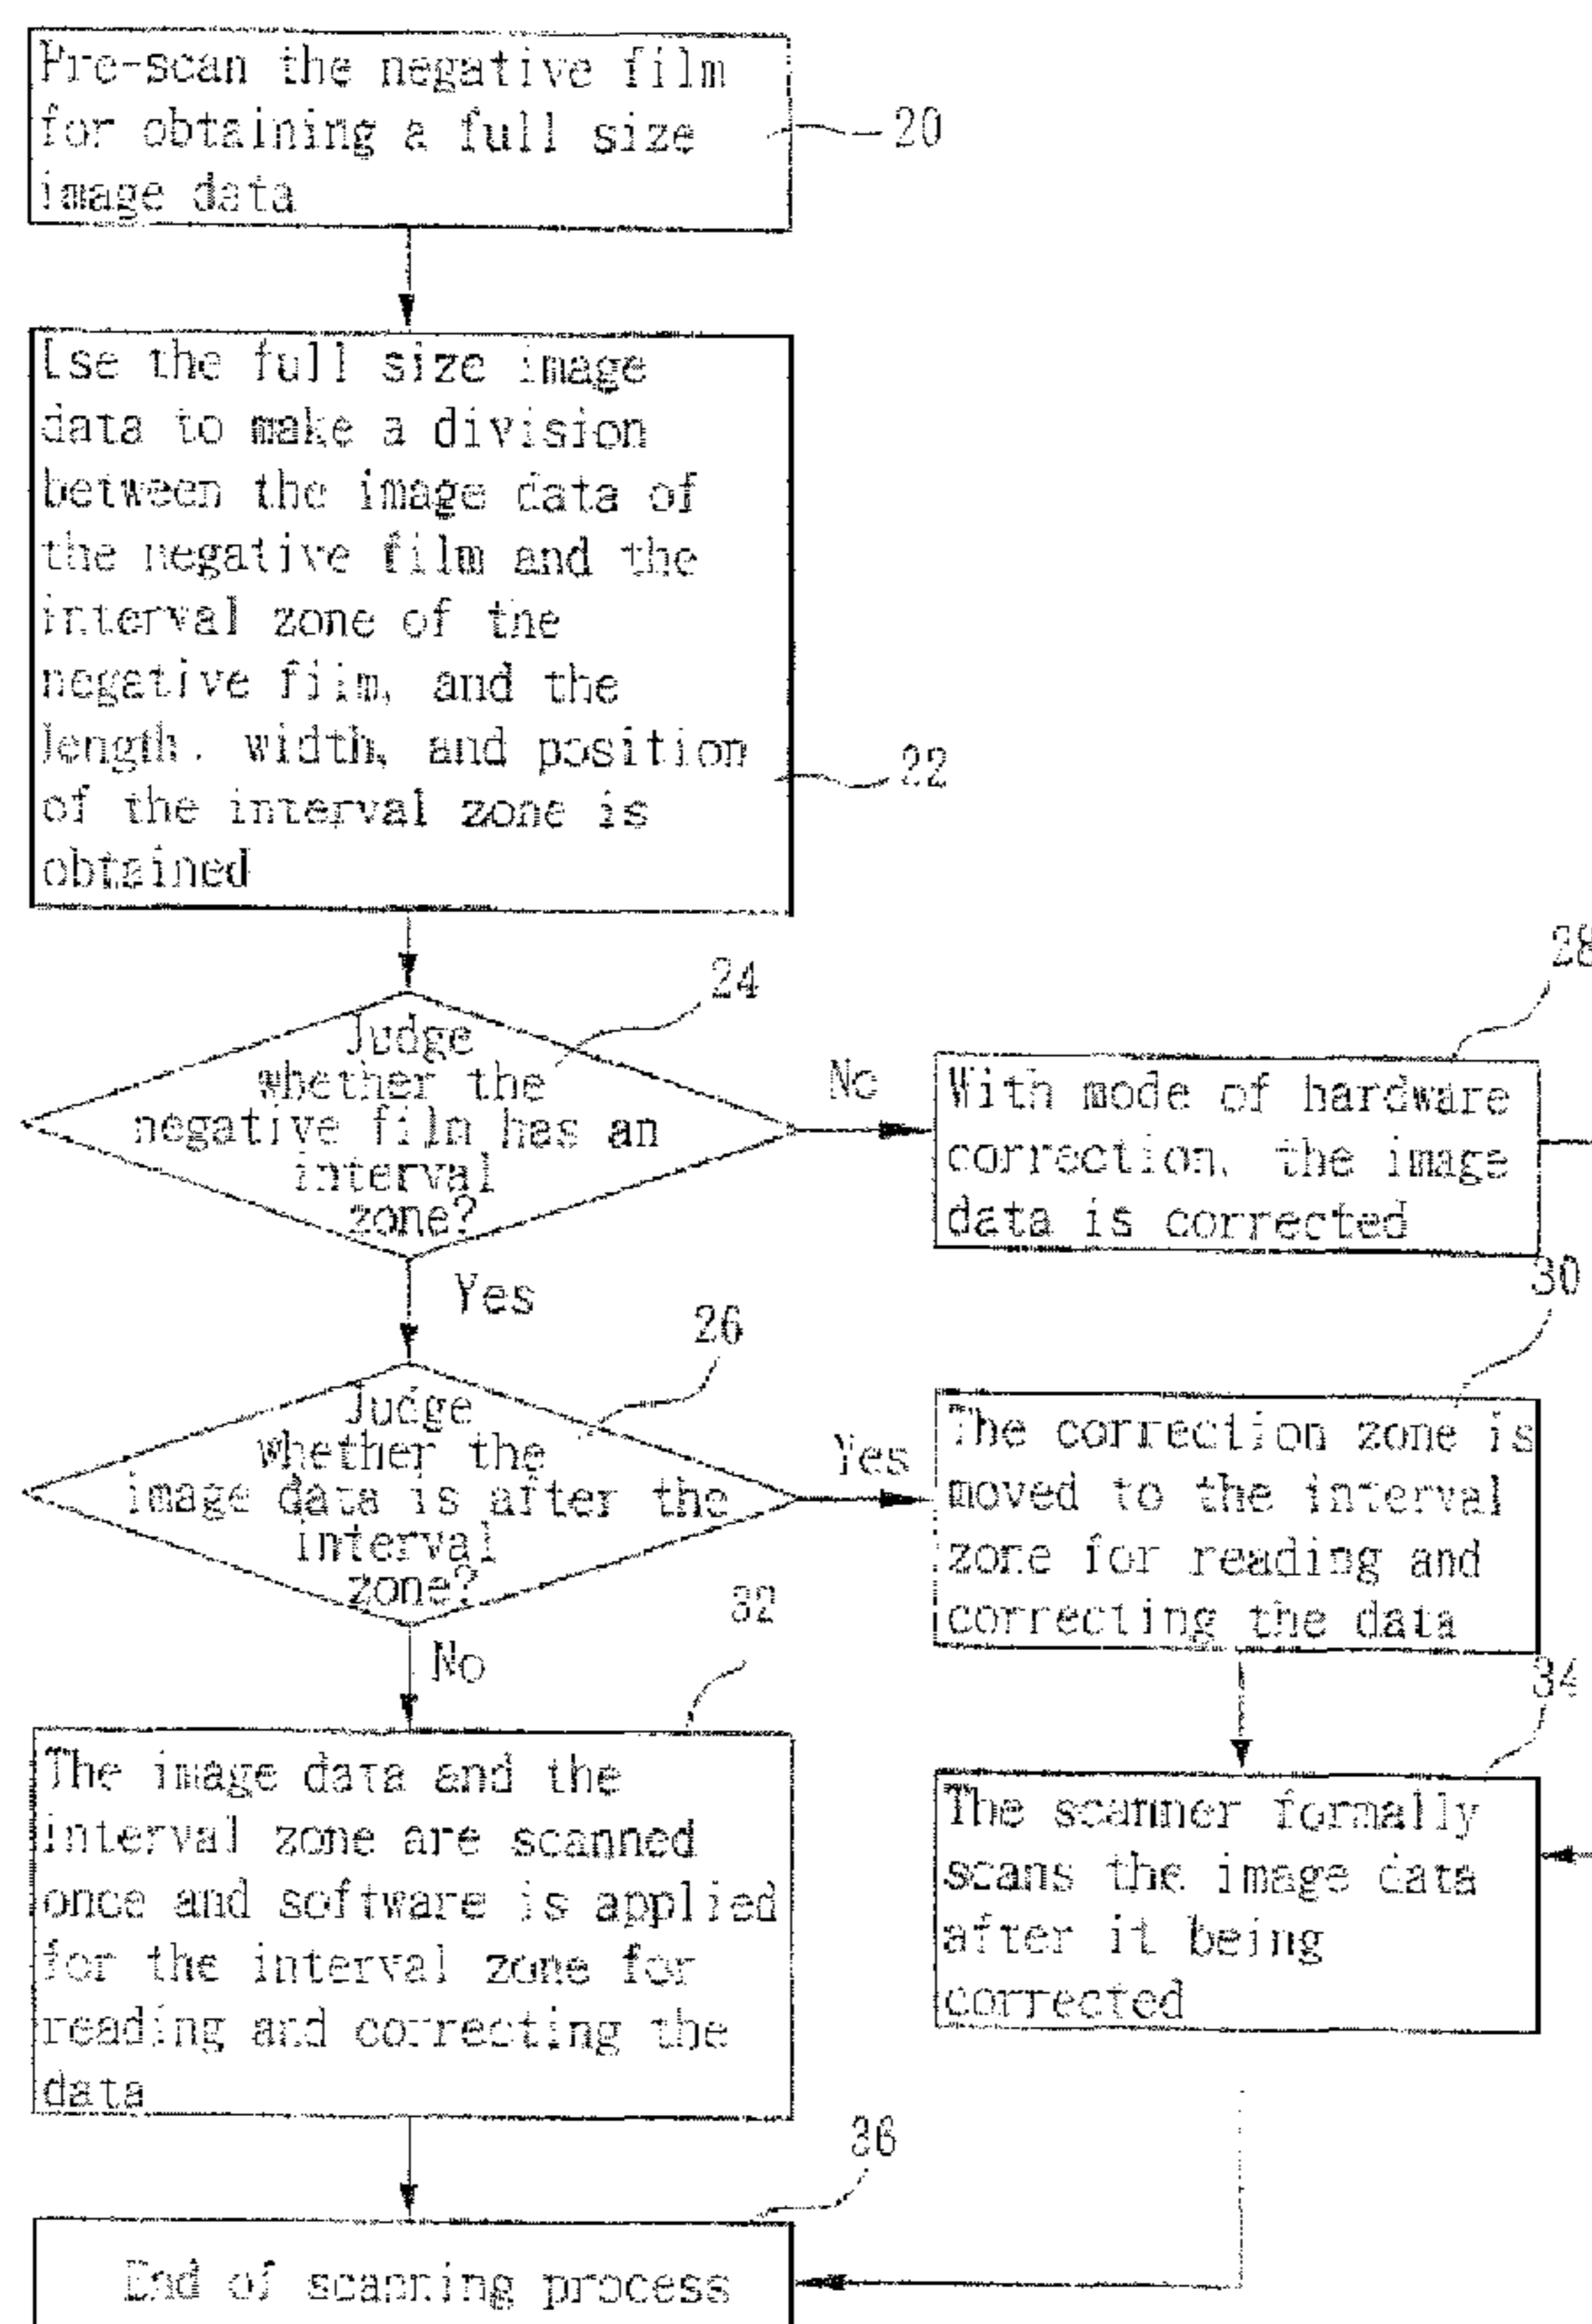 Pre-scan the negative film
for obtaining a full size
image data
20
Use the full size image
data to make a division
between the image data of
the negative film and the
interval zone of the
negative film, and the
length, width, and position
of the interval zone is
obtained
22
24
Judge
whether the
negative film has an
interval
zone?
No
28
With mode of hardware
correction, the image
data is corrected
Yes
26
Judge
whether the
image data is after the
interval
zone?
Yes
30
The correction zone is
moved to the interval
zone for reading and
correcting the data
No
32
The image data and the
interval zone are scanned
once and software is applied
for the interval zone for
reading and correcting the
data
34
The scanner formally
scans the image data
after it being
corrected
36
End of scanning process